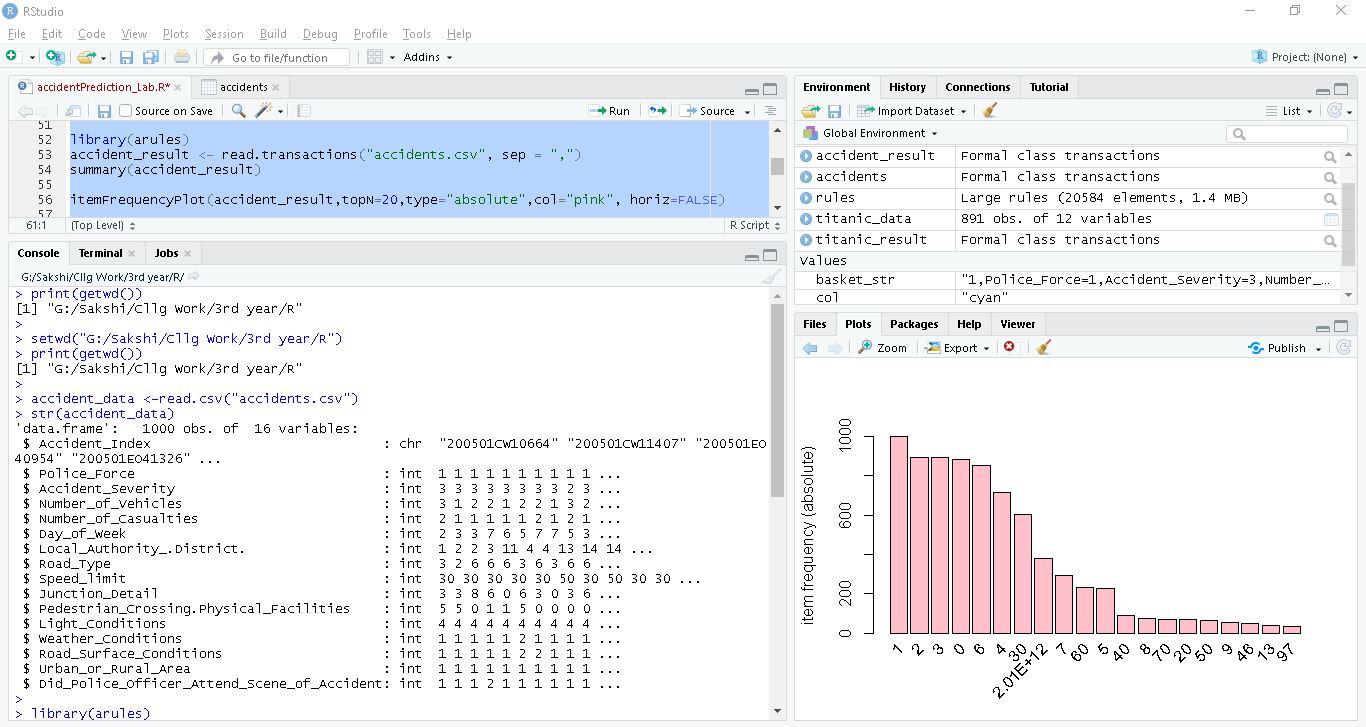 RStudio
File Edit Code View Plots Session Build Debug Profile Tools Help
Go to file/function Addins Project: (None)
accidentPrediction_Lab.R* accidents
Source on Save Run Source
51
52 library(arules)
53 accident_result <- read.transactions("accidents.csv", sep = ",")
54 summary(accident_result)
55
56 itemFrequencyPlot(accident_result,topN=20,type="absolute",col="pink", horiz=FALSE)
57
61:1 (Top Level) R Script
Console Terminal Jobs
G:/Sakshi/Cllg Work/3rd year/R/
> print(getwd())
[1] "G:/Sakshi/Cllg Work/3rd year/R"
>
> setwd("G:/Sakshi/Cllg Work/3rd year/R")
> print(getwd())
[1] "G:/Sakshi/Cllg Work/3rd year/R"
>
> accident_data <-read.csv("accidents.csv")
> str(accident_data)
'data.frame': 1000 obs. of 16 variables:
$ Accident_Index : chr "200501CW10664" "200501CW11407" "200501EO
40954" "200501EO41326" ...
$ Police_Force : int 1 1 1 1 1 1 1 1 1 1 ...
$ Accident_Severity : int 3 3 3 3 3 3 3 3 2 3 ...
$ Number_of_Vehicles : int 3 1 2 2 1 2 2 1 3 2 ...
$ Number_of_Casualties : int 2 1 1 1 1 1 2 1 2 1 ...
$ Day_of_Week : int 2 3 3 7 6 5 7 7 5 3 ...
$ Local_Authority_.District. : int 1 2 2 3 11 4 4 13 14 14 ...
$ Road_Type : int 3 2 6 6 6 3 6 3 6 6 ...
$ Speed_limit : int 30 30 30 30 30 50 30 50 30 30 ...
$ Junction_Detail : int 3 3 8 6 0 6 3 0 3 6 ...
$ Pedestrian_Crossing.Physical_Facilities : int 5 5 0 1 1 5 0 0 0 0 ...
$ Light_Conditions : int 4 4 4 4 4 4 4 4 4 4 ...
$ Weather_Conditions : int 1 1 1 1 1 2 1 1 1 1 ...
$ Road_Surface_Conditions : int 1 1 1 1 1 2 2 1 1 1 ...
$ Urban_or_Rural_Area : int 1 1 1 1 1 1 1 1 1 1 ...
$ Did_Police_Officer_Attend_Scene_of_Accident: int 1 1 1 2 1 1 1 1 1 1 ...
>
> library(arules)
Environment History Connections Tutorial
Import Dataset List
Global Environment
accident_result Formal class transactions
accidents Formal class transactions
rules Large rules (20584 elements, 1.4 MB)
titanic_data 891 obs. of 12 variables
titanic_result Formal class transactions
Values
basket_str "1,Police_Force=1,Accident_Severity=3,Number_...
col "cyan"
Files Plots Packages Help Viewer
Zoom Export Publish
item frequency (absolute)
1000
600
200
0
1 2 3 0 6 4 30 2.01E+12 7 60 5 40 8 70 20 50 9 46 13 97